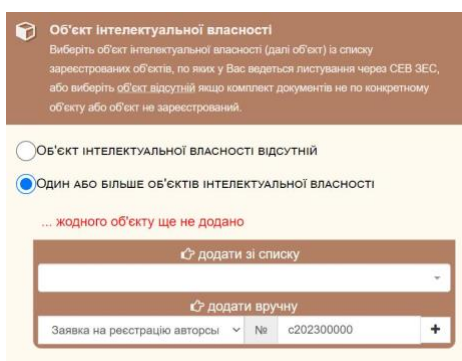 Об'єкт інтелектуальної власності
Виберіть об'єкт інтелектуальної власності (далі об'єкт) із списку
зареєстрованих об'єктів, по яких у Вас ведеться листування через СЕВ ЗЕС,
або виберіть об'єкт відсутній якщо комплект документів не по конкретному
об'єкту або об'єкт не зареєстрований.
Об'єкт інтелектуальної власності відсутній
Один або більше об'єктів інтелектуальної власності
... жодного об'єкту ще не додано
додати зі списку
додати вручну
Заявка на реєстрацію авторсы № с202300000 +